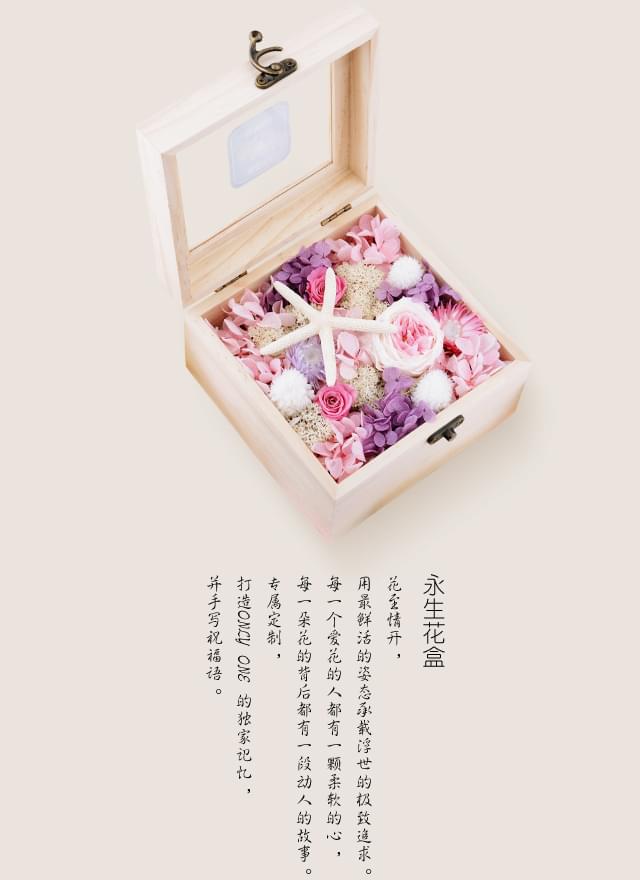 永生花盒
花至情开，
用最鲜活的姿态承载浮世的极致追求。
每一个爱花的人都有一颗柔软的心，
每一朵花的背后都有一段动人的故事。
专属定制，
打造ONLY ONE 的独家记忆，
并手写祝福语。